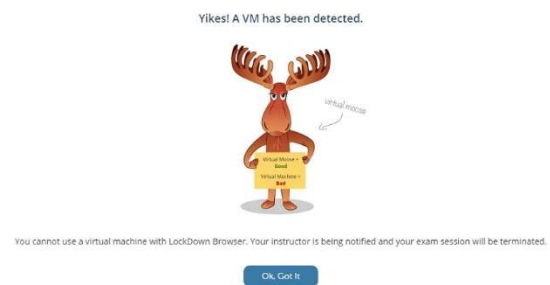 Yikes! A VM has been detected.
virtual moose
Virtual Moose =
Good
Virtual Machine =
Bad
You cannot use a virtual machine with LockDown Browser. Your instructor is being notified and your exam session will be terminated.
Ok, Got It